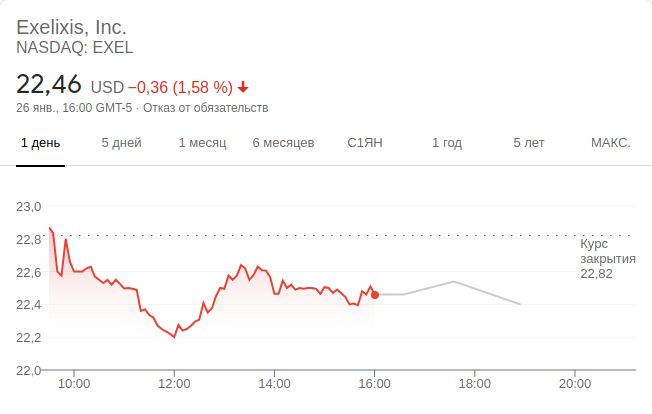 Exelixis, Inc.
NASDAQ: EXEL
22,46 USD −0,36 (1,58 %)
26 янв., 16:00 GMT-5 · Отказ от обязательств
1 день 5 дней 1 месяц 6 месяцев С1ЯН 1 год 5 лет МАКС.
23,0
22,8
22,6
22,4
22,2
22,0
Курс
закрытия
22,82
10:00 12:00 14:00 16:00 18:00 20:00